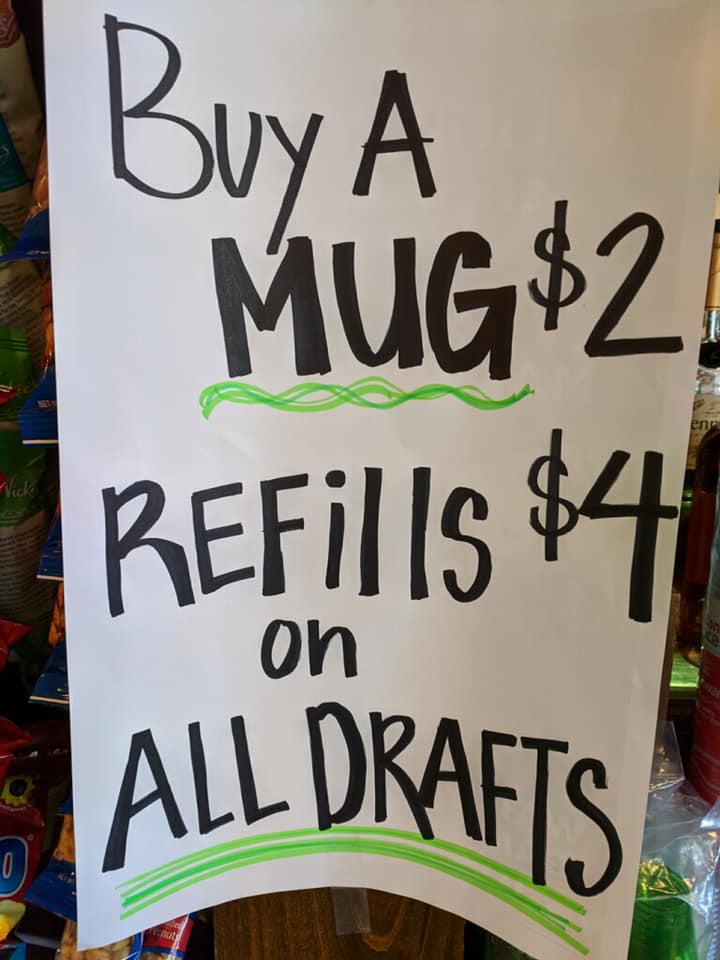 Buy A
MUG $2
REFills $4
on
ALL DRAFTS